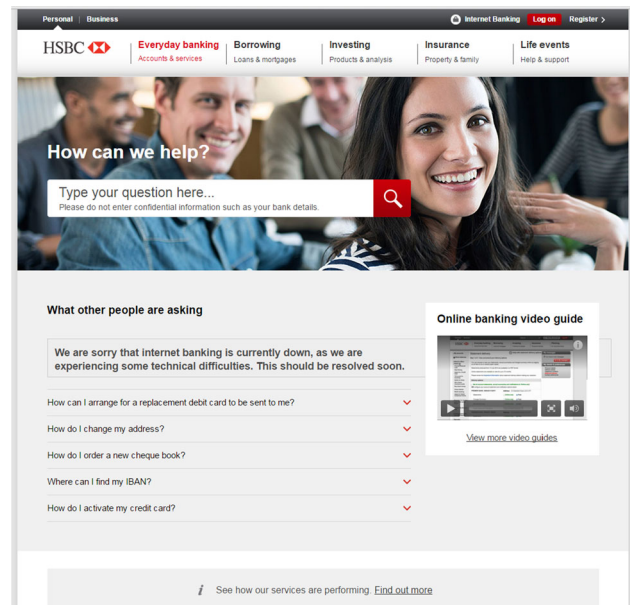 Personal | Business
Internet Banking Log on Register
HSBC
Everyday banking
Accounts & services
Borrowing
Loans & mortgages
Investing
Products & analysis
Insurance
Property & family
Life events
Help & support
How can we help?
Type your question here...
Please do not enter confidential information such as your bank details.
What other people are asking
We are sorry that internet banking is currently down, as we are
experiencing some technical difficulties. This should be resolved soon.
How can I arrange for a replacement debit card to be sent to me?
How do I change my address?
How do I order a new cheque book?
Where can I find my IBAN?
How do I activate my credit card?
Online banking video guide
View more video guides
i See how our services are performing. Find out more